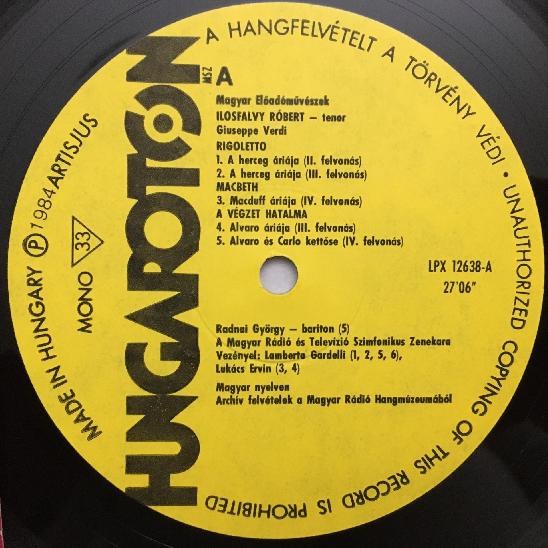 A HANGFELVÉTELT A TÖRVÉNY VÉDI • UNAUTHORIZED COPYING OF THIS RECORD IS PROHIBITED
MADE IN HUNGARY Ⓟ 1984 ARTISJUS
MONO 33
HUNGAROTON
MSZ
A
Magyar Előadóművészek
ILOSFALVY RÓBERT – tenor
Giuseppe Verdi
RIGOLETTO
1. A herceg áriája (II. felvonás)
2. A herceg áriája (III. felvonás)
MACBETH
3. Macduff áriája (IV. felvonás)
A VÉGZET HATALMA
4. Alvaro áriája (III. felvonás)
5. Alvaro és Carlo kettőse (IV. felvonás)
LPX 12638-A
27'06"
Radnai György – bariton (5)
A Magyar Rádió és Televízió Szimfonikus Zenekara
Vezényel: Lamberto Gardelli (1, 2, 5, 6),
Lukács Ervin (3, 4)
Magyar nyelven
Archív felvételek a Magyar Rádió Hangmúzeumából